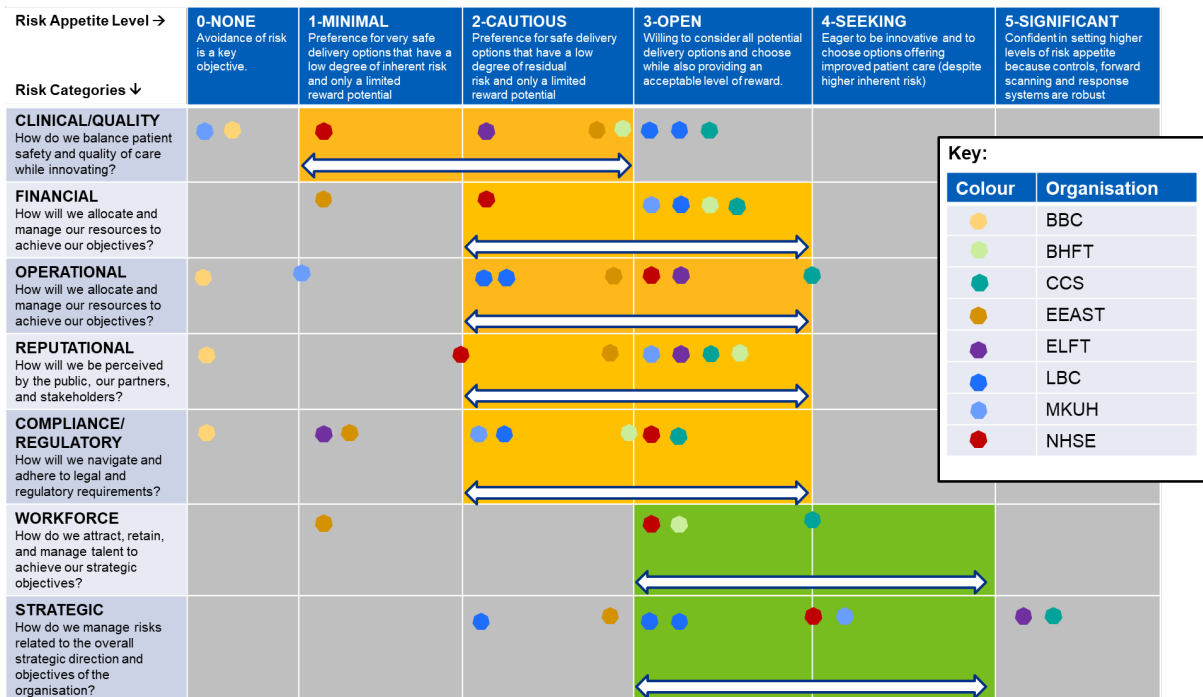 Risk Appetite Level →
Risk Categories ↓
0-NONE
Avoidance of risk
is a key
objective.
1-MINIMAL
Preference for very safe
delivery options that have a
low degree of inherent risk
and only a limited
reward potential
2-CAUTIOUS
Preference for safe delivery
options that have a low
degree of residual
risk and only a limited
reward potential
3-OPEN
Willing to consider all potential
delivery options and choose
while also providing an
acceptable level of reward.
4-SEEKING
Eager to be innovative and to
choose options offering
improved patient care (despite
higher inherent risk)
5-SIGNIFICANT
Confident in setting higher
levels of risk appetite
because controls, forward
scanning and response
systems are robust
CLINICAL/QUALITY
How do we balance patient
safety and quality of care
while innovating?
FINANCIAL
How will we allocate and
manage our resources to
achieve our objectives?
OPERATIONAL
How will we allocate and
manage our resources to
achieve our objectives?
REPUTATIONAL
How will we be perceived
by the public, our partners,
and stakeholders?
COMPLIANCE/
REGULATORY
How will we navigate and
adhere to legal and
regulatory requirements?
WORKFORCE
How do we attract, retain,
and manage talent to
achieve our strategic
objectives?
STRATEGIC
How do we manage risks
related to the overall
strategic direction and
objectives of the
organisation?
Key:
Colour Organisation
BBC
BHFT
CCS
EEAST
ELFT
LBC
MKUH
NHSE